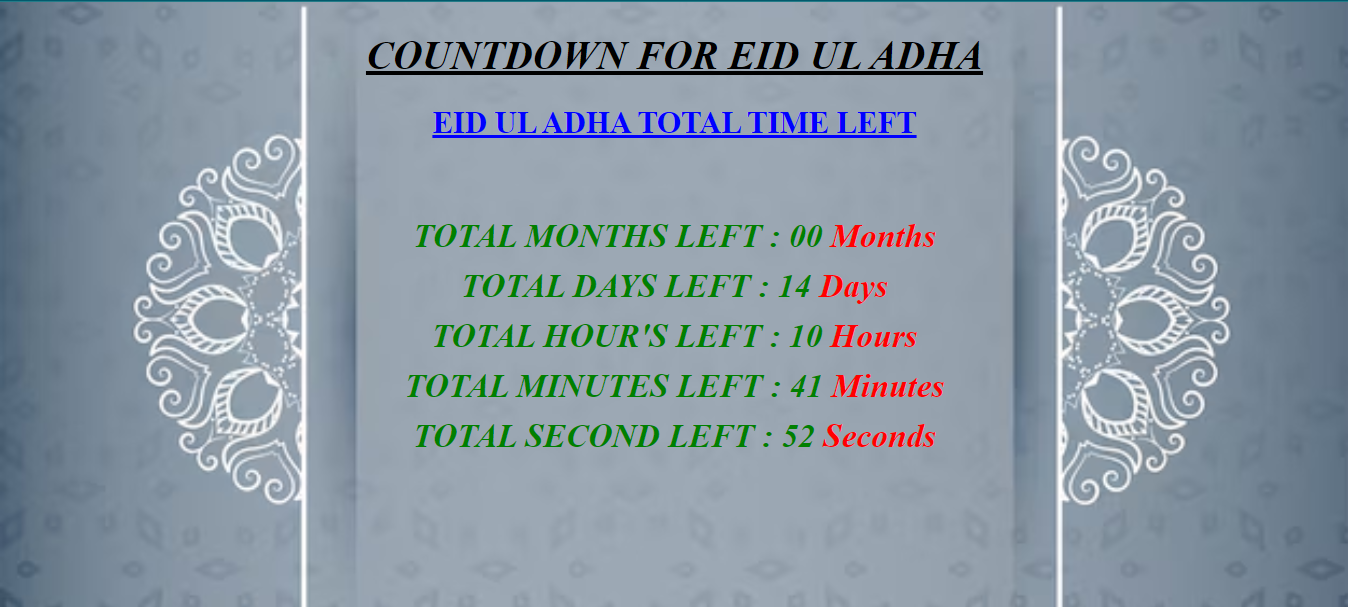 COUNTDOWN FOR EID UL ADHA
EID UL ADHA TOTAL TIME LEFT
TOTAL MONTHS LEFT : 00 Months
TOTAL DAYS LEFT : 14 Days
TOTAL HOUR'S LEFT : 10 Hours
TOTAL MINUTES LEFT : 41 Minutes
TOTAL SECOND LEFT : 52 Seconds